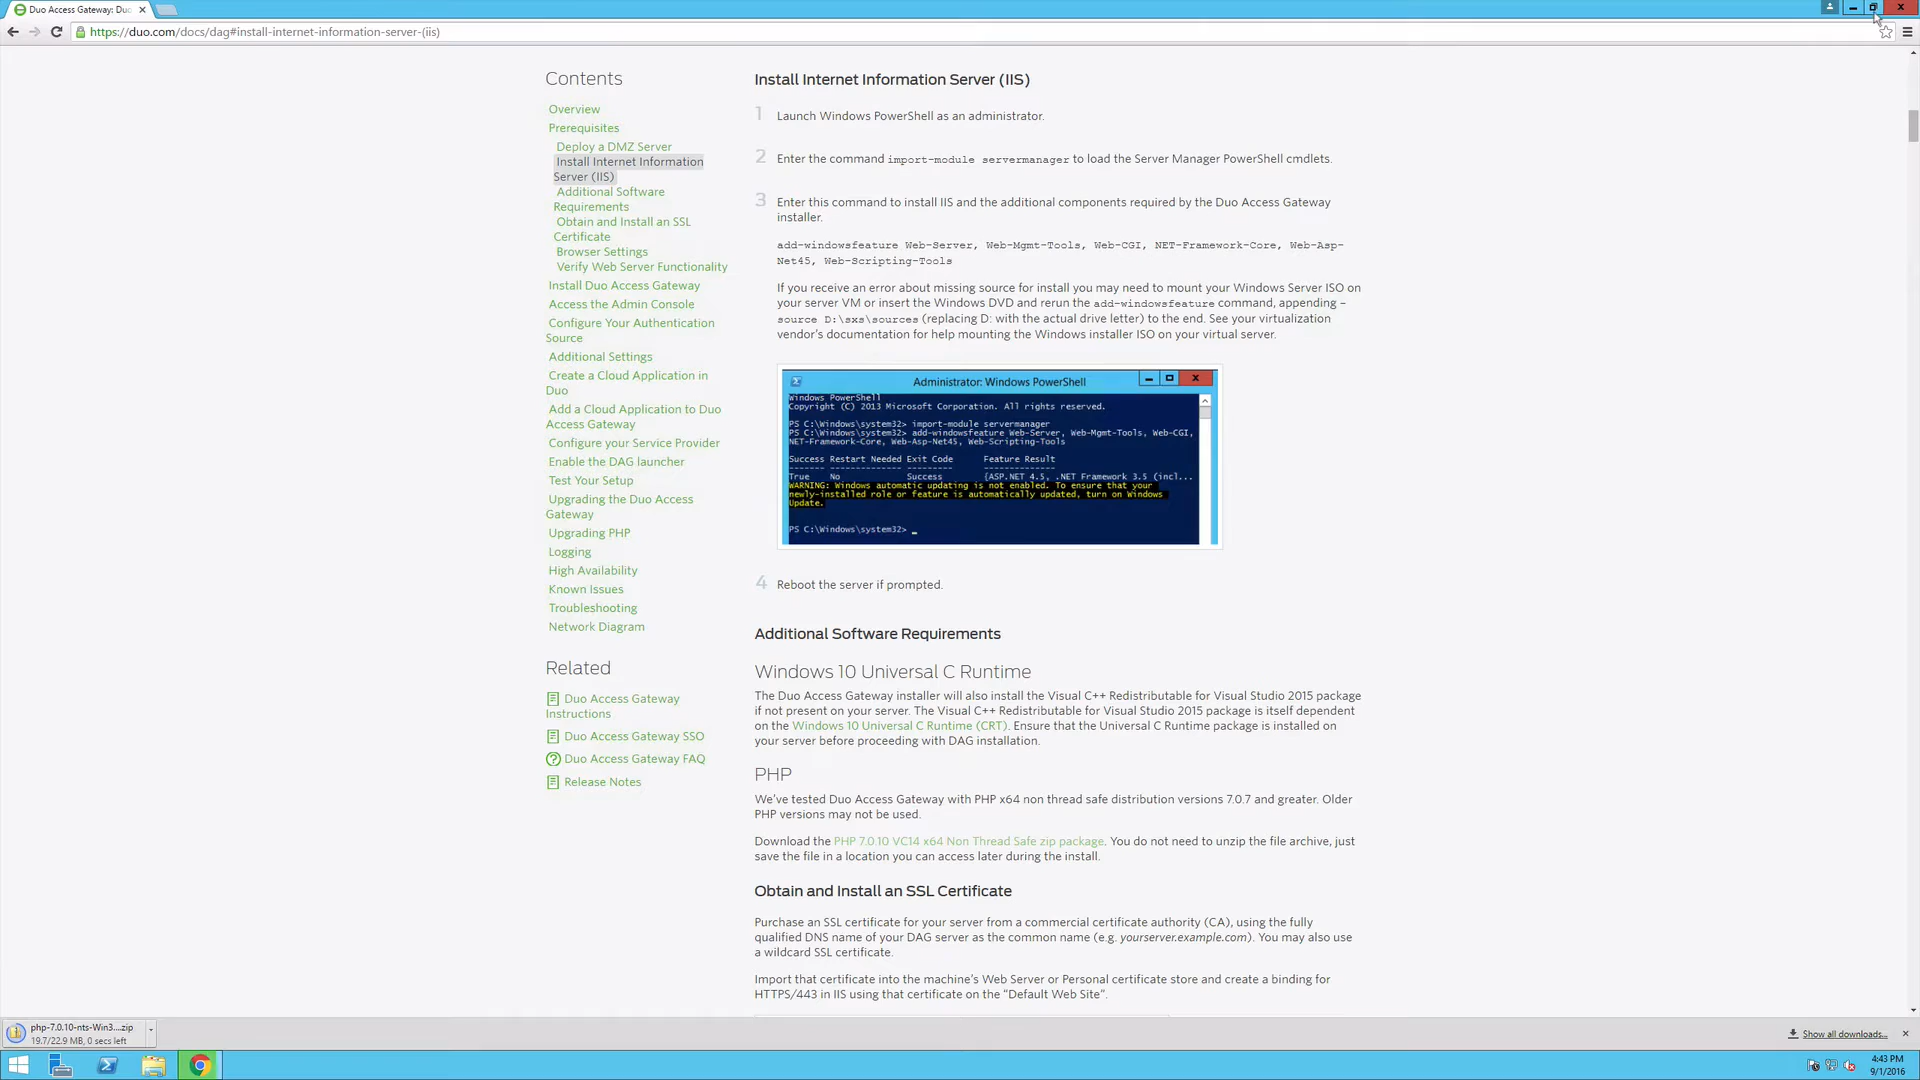 Duo Access Gateway: Duo
https://duo.com/docs/dag#install-internet-information-server-(iis)
Contents
Overview
Prerequisites
Deploy a DMZ Server
Install Internet Information
Server (IIS)
Additional Software
Requirements
Obtain and Install an SSL
Certificate
Browser Settings
Verify Web Server Functionality
Install Duo Access Gateway
Access the Admin Console
Configure Your Authentication
Source
Additional Settings
Create a Cloud Application in
Duo
Add a Cloud Application to Duo
Access Gateway
Configure your Service Provider
Enable the DAG launcher
Test Your Setup
Upgrading the Duo Access
Gateway
Upgrading PHP
Logging
High Availability
Known Issues
Troubleshooting
Network Diagram
Related
Duo Access Gateway
Instructions
Duo Access Gateway SSO
Duo Access Gateway FAQ
Release Notes
Install Internet Information Server (IIS)
1 Launch Windows PowerShell as an administrator.
2 Enter the command import-module servermanager to load the Server Manager PowerShell cmdlets.
3 Enter this command to install IIS and the additional components required by the Duo Access Gateway
installer.
add-windowsfeature Web-Server, Web-Mgmt-Tools, Web-CGI, NET-Framework-Core, Web-Asp-
Net45, Web-Scripting-Tools
If you receive an error about missing source for install you may need to mount your Windows Server ISO on
your server VM or insert the Windows DVD and rerun the add-windowsfeature command, appending -
source D:\sxs\sources (replacing D: with the actual drive letter) to the end. See your virtualization
vendor's documentation for help mounting the Windows installer ISO on your virtual server.
Administrator: Windows PowerShell
Windows PowerShell
Copyright (C) 2013 Microsoft Corporation. All rights reserved.
PS C:\Windows\system32> import-module servermanager
PS C:\Windows\system32> add-windowsfeature Web-Server, Web-Mgmt-Tools, Web-CGI,
NET-Framework-Core, Web-Asp-Net45, Web-Scripting-Tools
Success Restart Needed Exit Code Feature Result
------- -------------- --------- --------------
True No Success {ASP.NET 4.5, .NET Framework 3.5 (incl...
WARNING: Windows automatic updating is not enabled. To ensure that your
newly-installed role or feature is automatically updated, turn on Windows
Update.
PS C:\Windows\system32> _
4 Reboot the server if prompted.
Additional Software Requirements
Windows 10 Universal C Runtime
The Duo Access Gateway installer will also install the Visual C++ Redistributable for Visual Studio 2015 package
if not present on your server. The Visual C++ Redistributable for Visual Studio 2015 package is itself dependent
on the Windows 10 Universal C Runtime (CRT). Ensure that the Universal C Runtime package is installed on
your server before proceeding with DAG installation.
PHP
We've tested Duo Access Gateway with PHP x64 non thread safe distribution versions 7.0.7 and greater. Older
PHP versions may not be used.
Download the PHP 7.0.10 VC14 x64 Non Thread Safe zip package. You do not need to unzip the file archive, just
save the file in a location you can access later during the install.
Obtain and Install an SSL Certificate
Purchase an SSL certificate for your server from a commercial certificate authority (CA), using the fully
qualified DNS name of your DAG server as the common name (e.g. yourserver.example.com). You may also use
a wildcard SSL certificate.
Import that certificate into the machine's Web Server or Personal certificate store and create a binding for
HTTPS/443 in IIS using that certificate on the "Default Web Site".
php-7.0.10-nts-Win3....zip
19.7/22.9 MB, 0 secs left
Show all downloads...
4:43 PM
9/1/2016